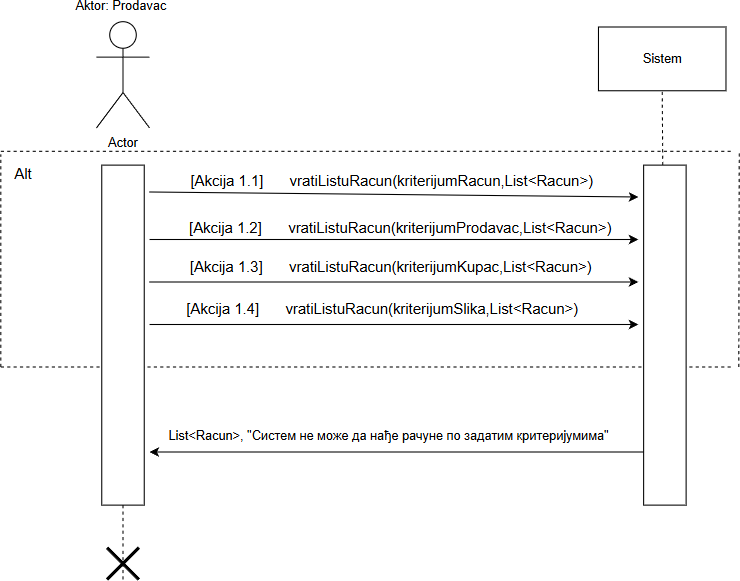 Aktor: Prodavac
Sistem
Actor
Alt
[Akcija 1.1] vratiListuRacun(kriterijumRacun,List<Racun>)
[Akcija 1.2] vratiListuRacun(kriterijumProdavac,List<Racun>)
[Akcija 1.3] vratiListuRacun(kriterijumKupac,List<Racun>)
[Akcija 1.4] vratiListuRacun(kriterijumSlika,List<Racun>)
List<Racun>, "Систем не може да нађе рачуне по задатим критеријумима"